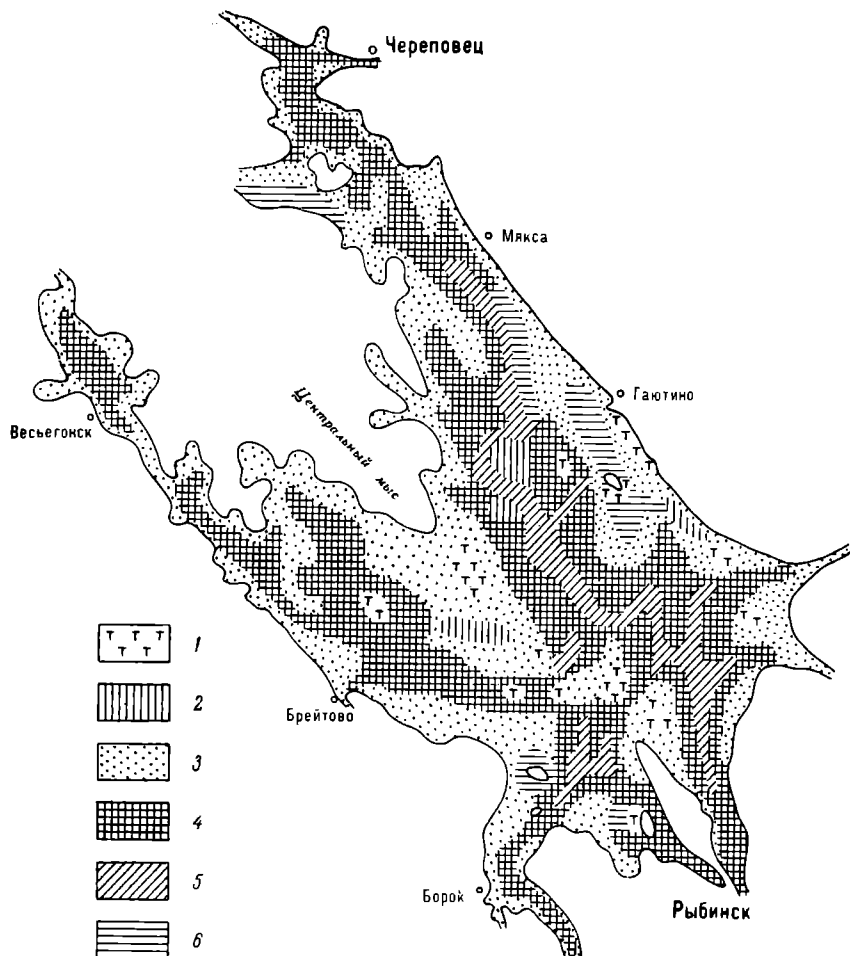 Череповец
Мякса
Гаютино
Весьегонск
Центральный мыс
1
2
3
4
5
6
Брейтово
Борок
Рыбинск